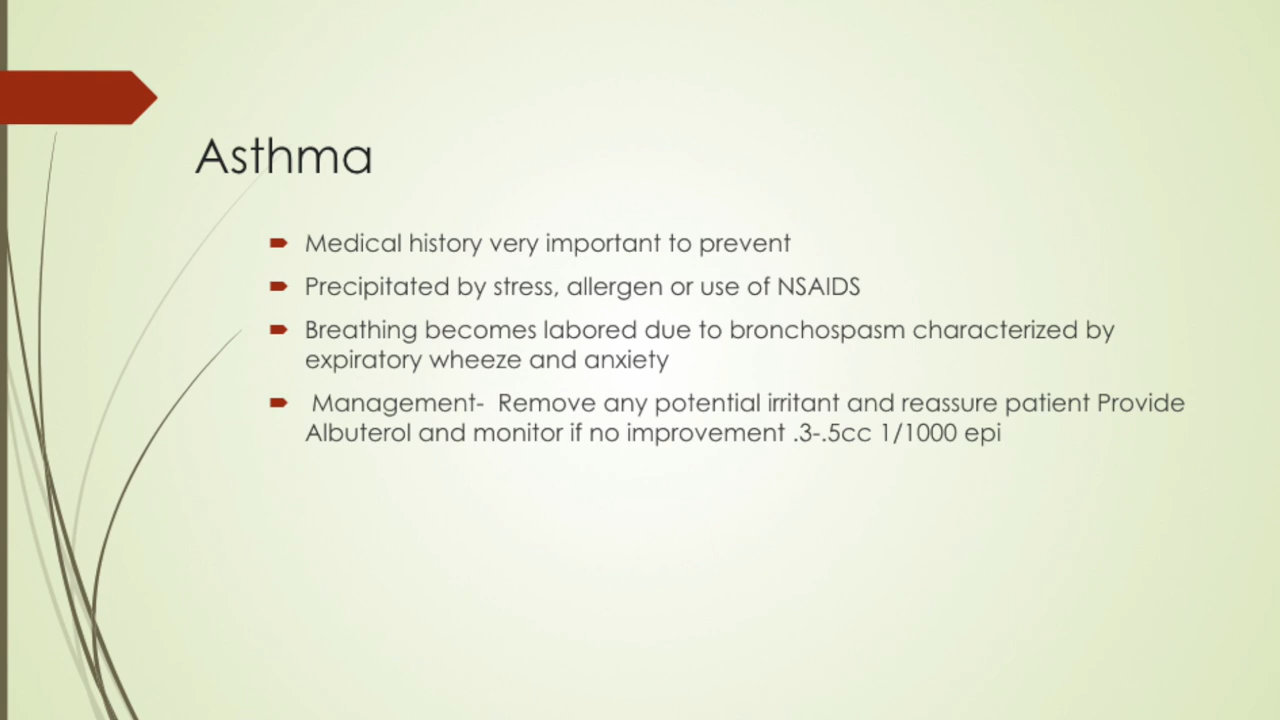 Asthma
Medical history very important to prevent
Precipitated by stress, allergen or use of NSAIDS
Breathing becomes labored due to bronchospasm characterized by
expiratory wheeze and anxiety
Management- Remove any potential irritant and reassure patient Provide
Albuterol and monitor if no improvement .3-.5cc 1/1000 epi